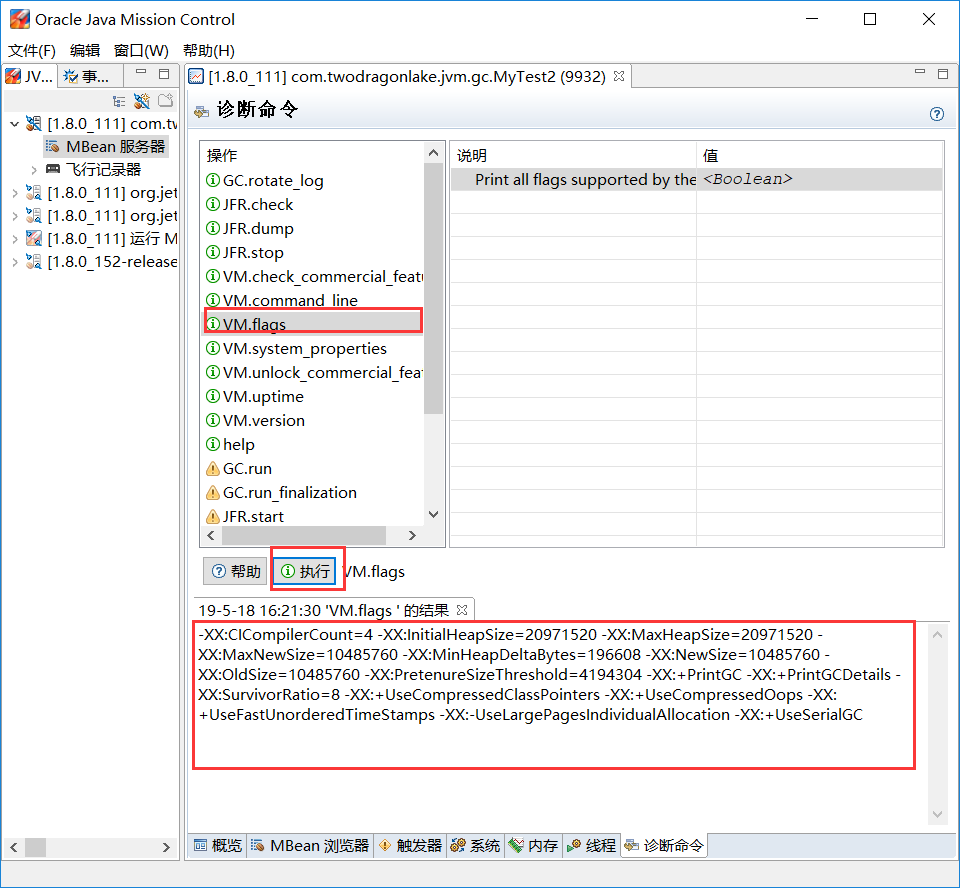 Oracle Java Mission Control
文件(F) 编辑 窗口(W) 帮助(H)
JV... 事...
[1.8.0_111] com.twodragonlake.jvm.gc.MyTest2 (9932)
诊断命令
[1.8.0_111] com.tw
MBean 服务器
飞行记录器
[1.8.0_111] org.jet
[1.8.0_111] org.jet
[1.8.0_111] 运行 M
[1.8.0_152-release
操作
GC.rotate_log
JFR.check
JFR.dump
JFR.stop
VM.check_commercial_featu
VM.command_line
VM.flags
VM.system_properties
VM.unlock_commercial_feat
VM.uptime
VM.version
help
GC.run
GC.run_finalization
JFR.start
说明 值
Print all flags supported by the <Boolean>
帮助 执行 VM.flags
19-5-18 16:21:30 'VM.flags ' 的结果
-XX:CICompilerCount=4 -XX:InitialHeapSize=20971520 -XX:MaxHeapSize=20971520 -
XX:MaxNewSize=10485760 -XX:MinHeapDeltaBytes=196608 -XX:NewSize=10485760 -
XX:OldSize=10485760 -XX:PretenureSizeThreshold=4194304 -XX:+PrintGC -XX:+PrintGCDetails -
XX:SurvivorRatio=8 -XX:+UseCompressedClassPointers -XX:+UseCompressedOops -XX:
+UseFastUnorderedTimeStamps -XX:-UseLargePagesIndividualAllocation -XX:+UseSerialGC
概览 MBean 浏览器 触发器 系统 内存 线程 诊断命令